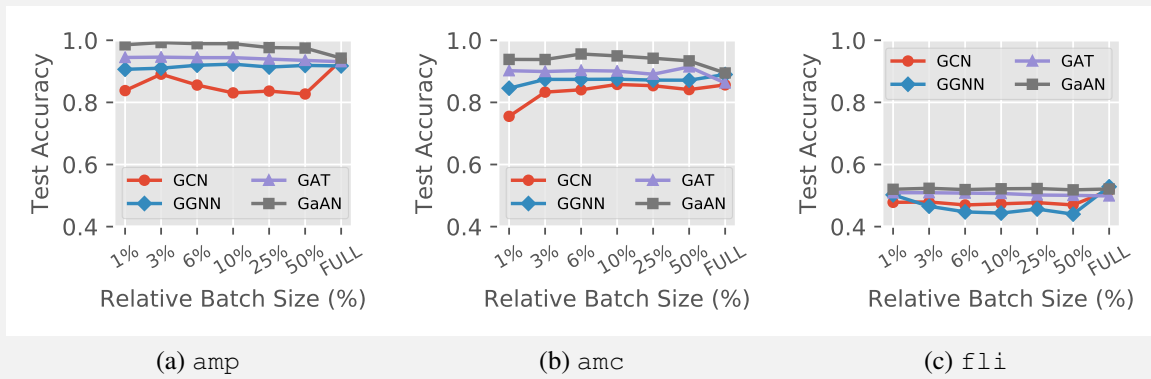 Test Accuracy
1.0
0.8
0.6
0.4
GCN
GGNN
GAT
GaAN
1%
3%
6%
10%
25%
50%
FULL
Relative Batch Size (%)
(a) amp
Test Accuracy
1.0
0.8
0.6
0.4
GCN
GGNN
GAT
GaAN
1%
3%
6%
10%
25%
50%
FULL
Relative Batch Size (%)
(b) amc
Test Accuracy
1.0
0.8
0.6
0.4
GCN
GGNN
GAT
GaAN
1%
3%
6%
10%
25%
50%
FULL
Relative Batch Size (%)
(c) fli